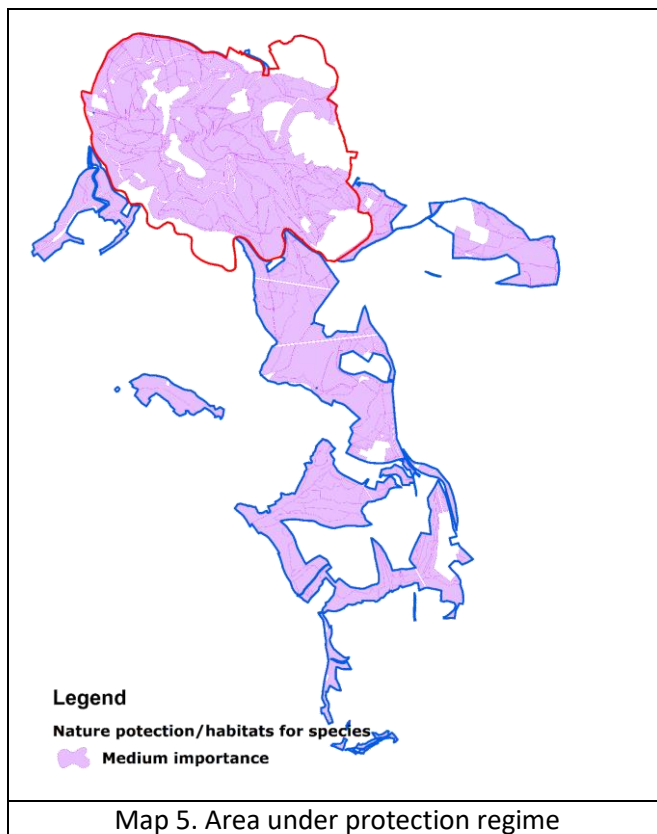 Legend
Nature potection/habitats for species
Medium importance
Map 5. Area under protection regime